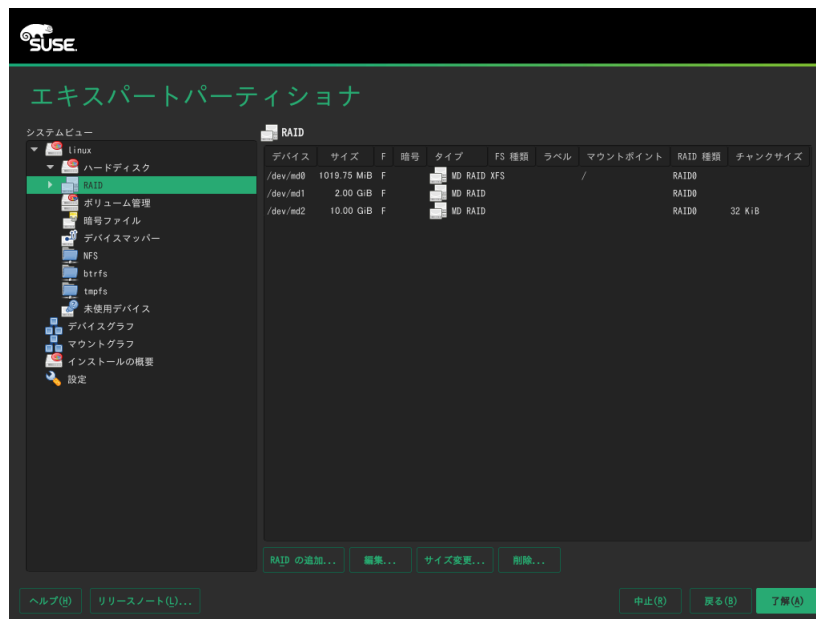 SUSE.
エキスパートパーティショナ
システムビュー
linux
ハードディスク
RAID
ボリューム管理
暗号ファイル
デバイスマッパー
NFS
btrfs
tmpfs
未使用デバイス
デバイスグラフ
マウントグラフ
インストールの概要
設定
RAID
デバイス サイズ F 暗号 タイプ FS 種類 ラベル マウントポイント RAID 種類 チャンクサイズ
/dev/md0 1019.75 MiB F MD RAID XFS / RAID0
/dev/md1 2.00 GiB F MD RAID RAID0
/dev/md2 10.00 GiB F MD RAID RAID0 32 KiB
RAID の追加... 編集... サイズ変更... 削除...
ヘルプ(H) リリースノート(L)... 中止(R) 戻る(B) 了解(A)